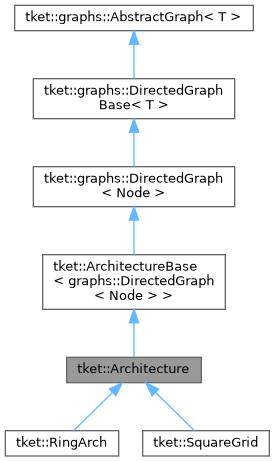 tket::graphs::AbstractGraph< T >
tket::graphs::DirectedGraph
Base< T >
tket::graphs::DirectedGraph
< Node >
tket::ArchitectureBase
< graphs::DirectedGraph
< Node > >
tket::Architecture
tket::RingArch
tket::SquareGrid